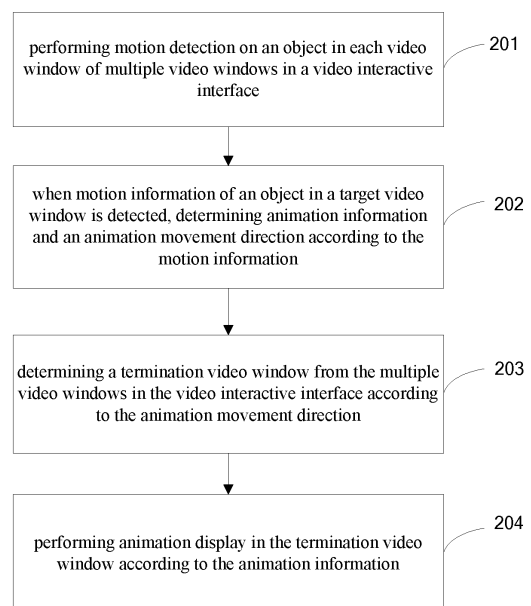 performing motion detection on an object in each video
window of multiple video windows in a video interactive
interface
201
when motion information of an object in a target video
window is detected, determining animation information
and an animation movement direction according to the
motion information
202
determining a termination video window from the multiple
video windows in the video interactive interface according
to the animation movement direction
203
performing animation display in the termination video
window according to the animation information
204